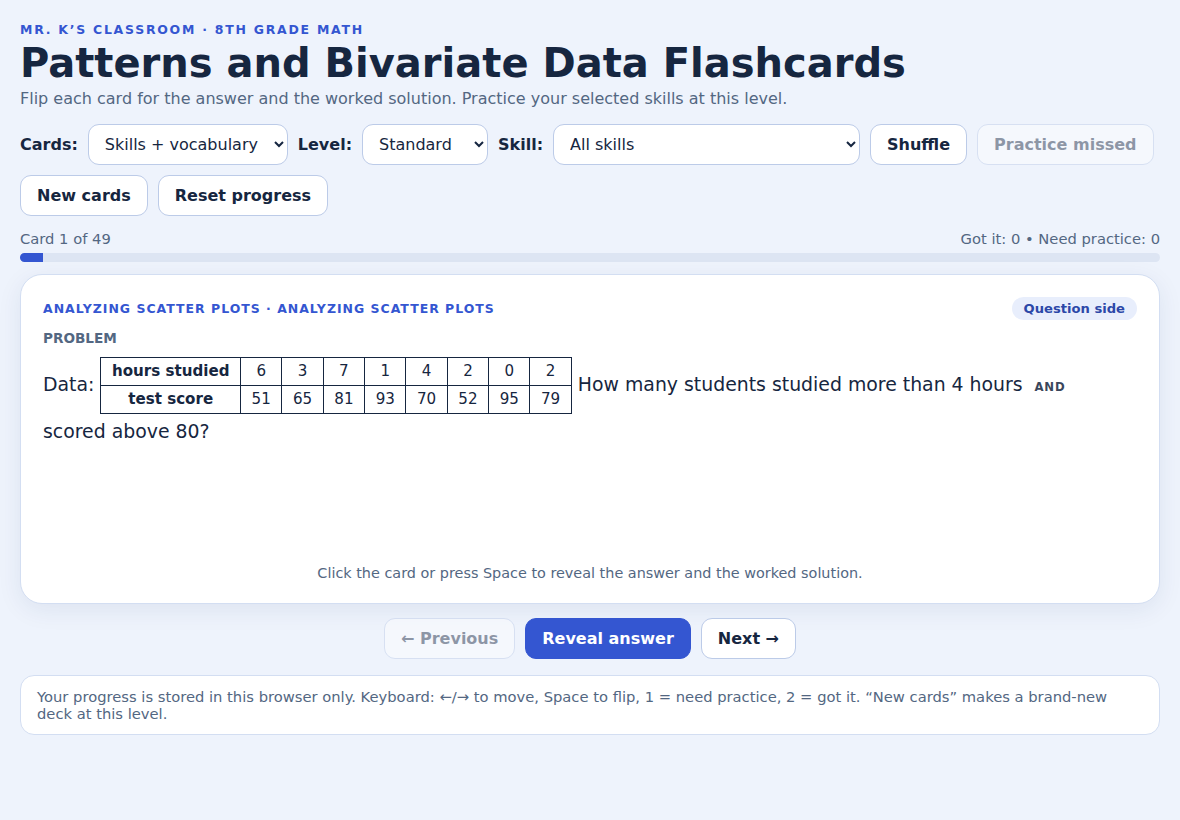 MR. K’S CLASSROOM · 8TH GRADE MATH
Patterns and Bivariate Data Flashcards
Flip each card for the answer and the worked solution. Practice your selected skills at this level.
Cards: Skills + vocabulary Level: Standard Skill: All skills Shuffle Practice missed
New cards Reset progress
Card 1 of 49 Got it: 0 • Need practice: 0
ANALYZING SCATTER PLOTS · ANALYZING SCATTER PLOTS Question side
PROBLEM
Data:
hours studied 6 3 7 1 4 2 0 2
test score 51 65 81 93 70 52 95 79
How many students studied more than 4 hours AND
scored above 80?
Click the card or press Space to reveal the answer and the worked solution.
← Previous Reveal answer Next →
Your progress is stored in this browser only. Keyboard: ←/→ to move, Space to flip, 1 = need practice, 2 = got it. “New cards” makes a brand-new
deck at this level.